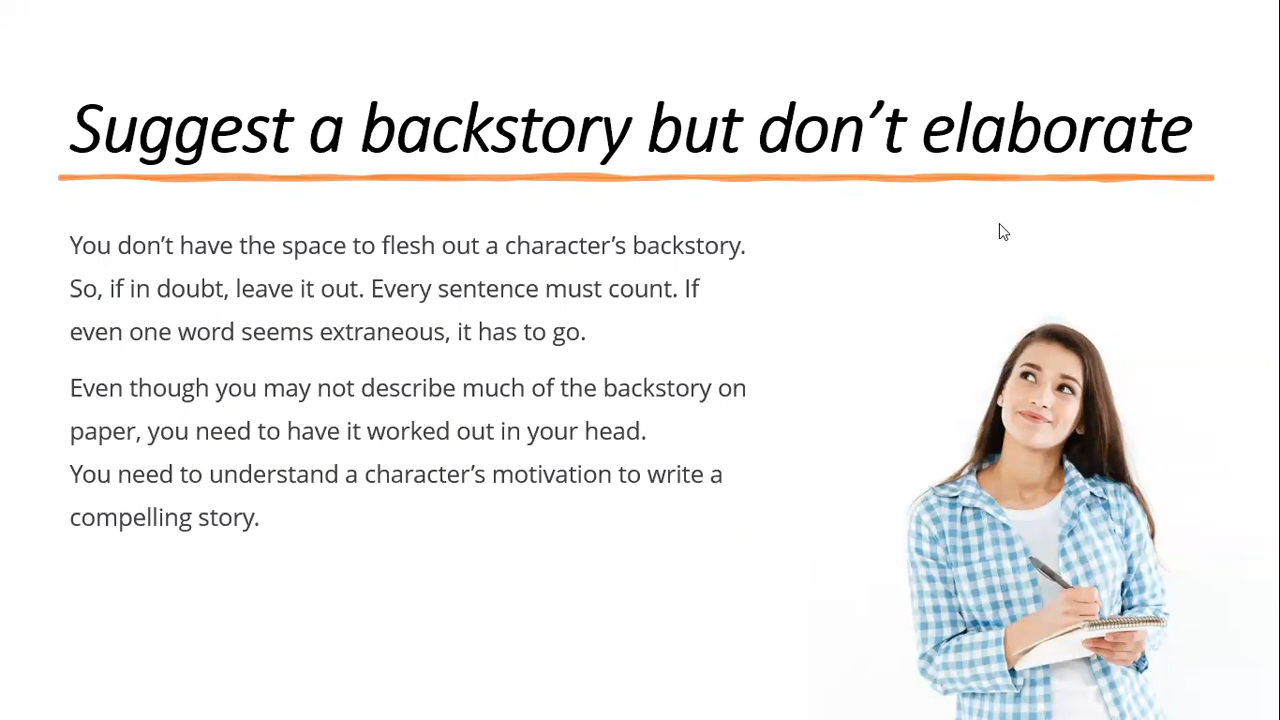 Suggest a backstory but don’t elaborate
You don’t have the space to flesh out a character’s backstory.
So, if in doubt, leave it out. Every sentence must count. If
even one word seems extraneous, it has to go.
Even though you may not describe much of the backstory on
paper, you need to have it worked out in your head.
You need to understand a character’s motivation to write a
compelling story.